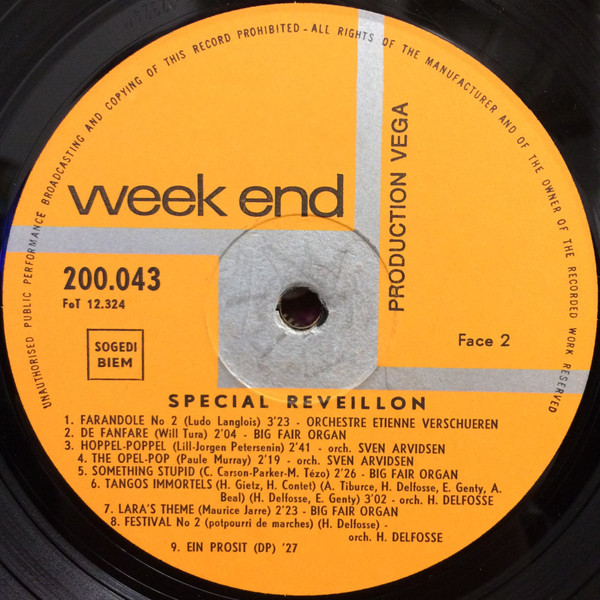 UNAUTHORISED PUBLIC PERFORMANCE BROADCASTING AND COPYING OF THIS RECORD PROHIBITED - ALL RIGHTS OF THE MANUFACTURER AND OF THE OWNER OF THE RECORDED WORK RESERVED
week end
PRODUCTION VEGA
200.043
FoT 12.324
SOGEDI
BIEM
Face 2
SPECIAL REVEILLON
1. FARANDOLE No 2 (Ludo Langlois) 3'23 - ORCHESTRE ETIENNE VERSCHUEREN
2. DE FANFARE (Will Tura) 2'04 - BIG FAIR ORGAN
3. HOPPEL-POPPEL (Lill-Jorgen Petersenin) 2'41 - orch. SVEN ARVIDSEN
4. THE OPEL-POP (Paule Murray) 2'19 - orch. SVEN ARVIDSEN
5. SOMETHING STUPID (C. Carson-Parker-M. Tézo) 2'26 - BIG FAIR ORGAN
6. TANGOS IMMORTELS (H. Gietz, H. Contet) (A. Tiburce, H. Delfosse, E. Genty, A.
Beal) (H. Delfosse, E. Genty) 3'02 - orch. H. DELFOSSE
7. LARA'S THEME (Maurice Jarre) 2'23 - BIG FAIR ORGAN
8. FESTIVAL No 2 (potpourri de marches) (H. Delfosse) -
orch. H. DELFOSSE
9. EIN PROSIT (DP) '27